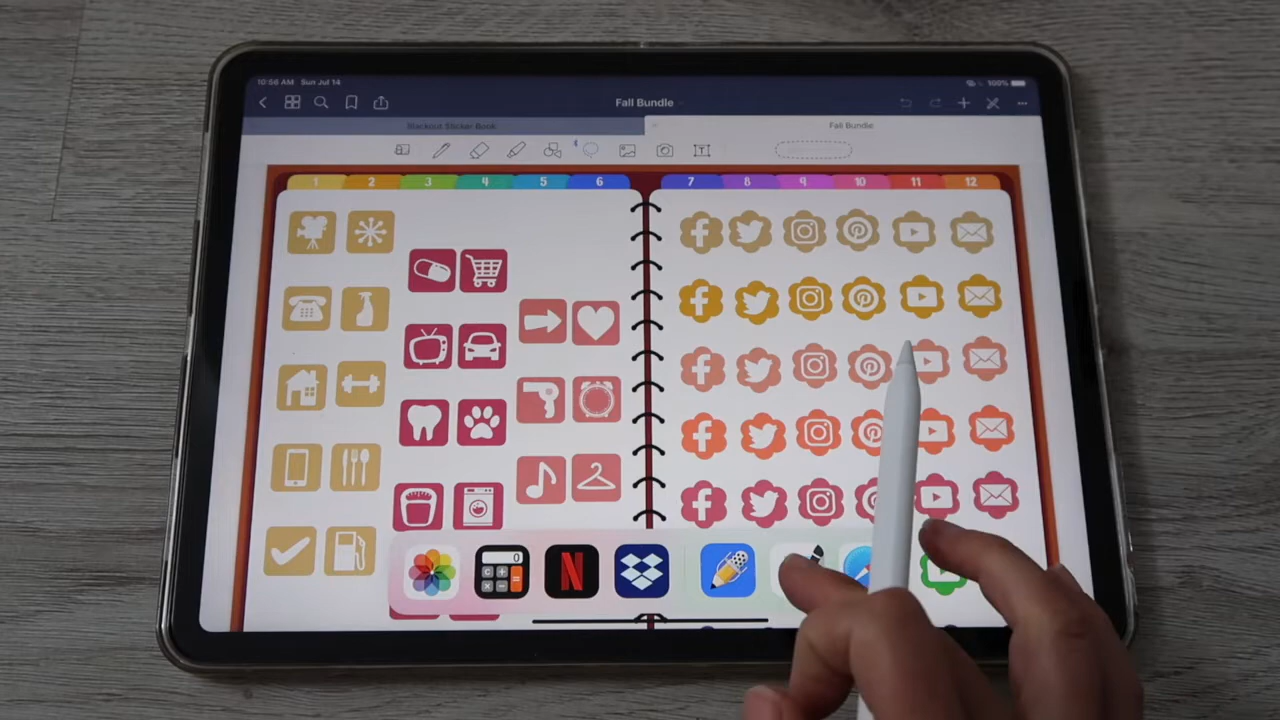 10:56 AM Sun Jul 14
100%
Fall Bundle
Blackout Sticker Book
Fall Bundle
1 2 3 4 5 6 7 8 9 10 11 12
0
N